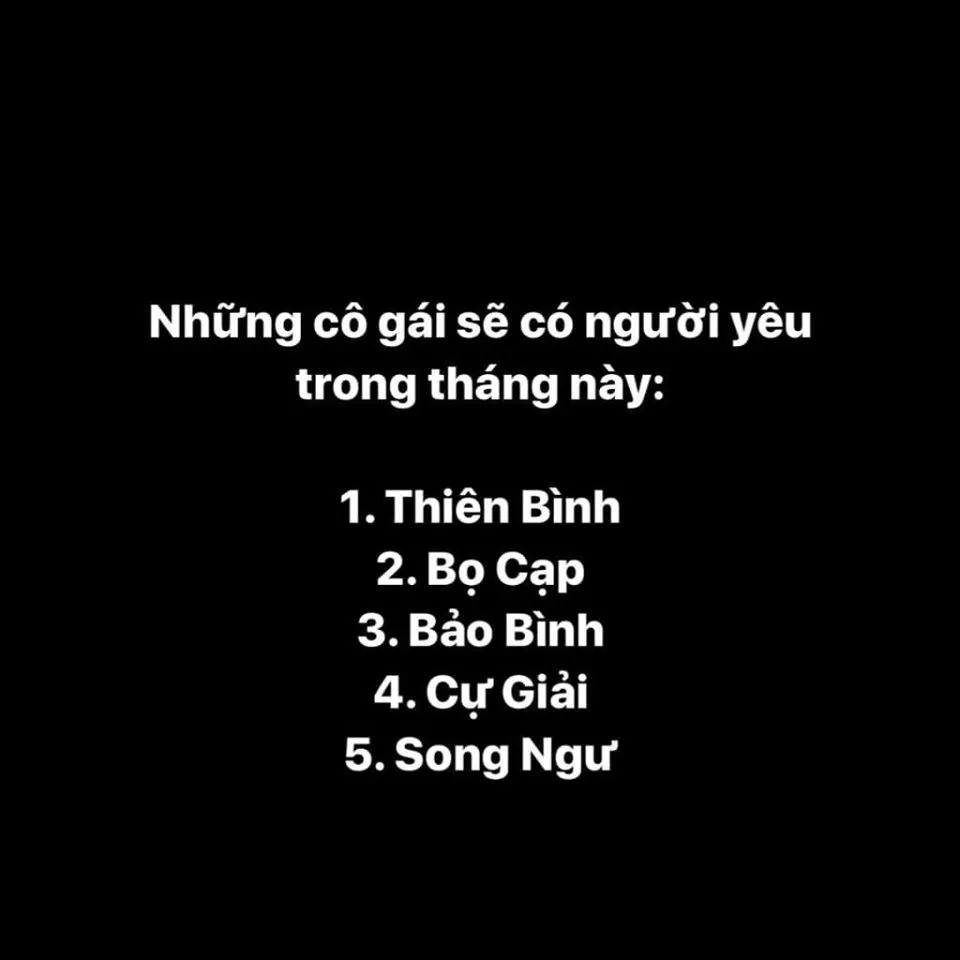 Những cô gái sẽ có người yêu
trong tháng này:
1. Thiên Bình
2. Bọ Cạp
3. Bảo Bình
4. Cự Giải
5. Song Ngư